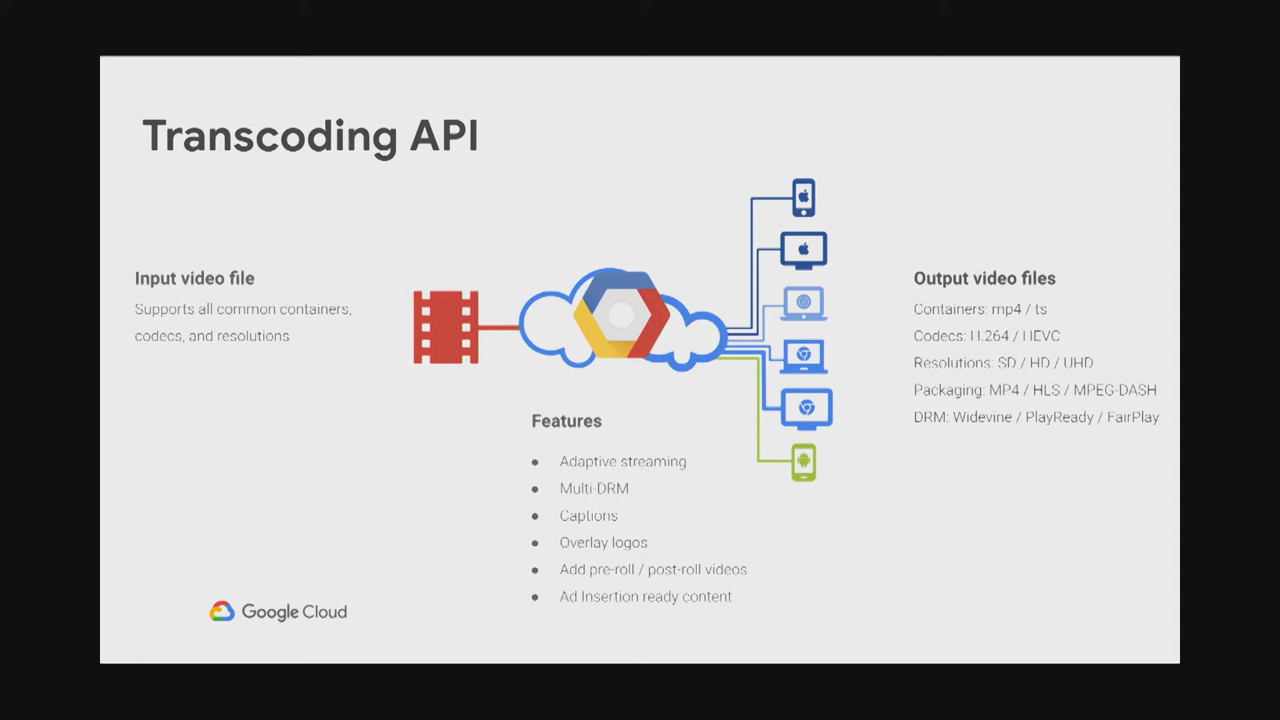 Transcoding API
Input video file
Supports all common containers,
codecs, and resolutions
Features
● Adaptive streaming
● Multi-DRM
● Captions
● Overlay logos
● Add pre-roll / post-roll videos
● Ad Insertion ready content
Output video files
Containers: mp4 / ts
Codecs: H.264 / HEVC
Resolutions: SD / HD / UHD
Packaging: MP4 / HLS / MPEG-DASH
DRM: Widevine / PlayReady / FairPlay
Google Cloud